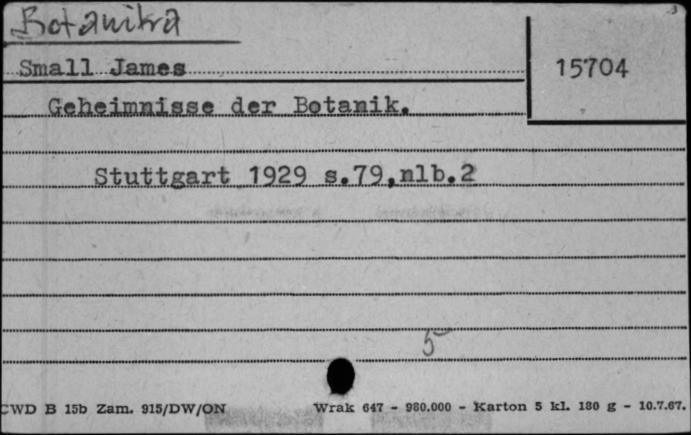 Botanika
Small James
15704
Geheimnisse der Botanik.
Stuttgart 1929 s.79,nlb.2
5
CWD B 15b Zam. 915/DW/ON Wrak 647 - 980.000 - Karton 5 kl. 180 g - 10.7.67.